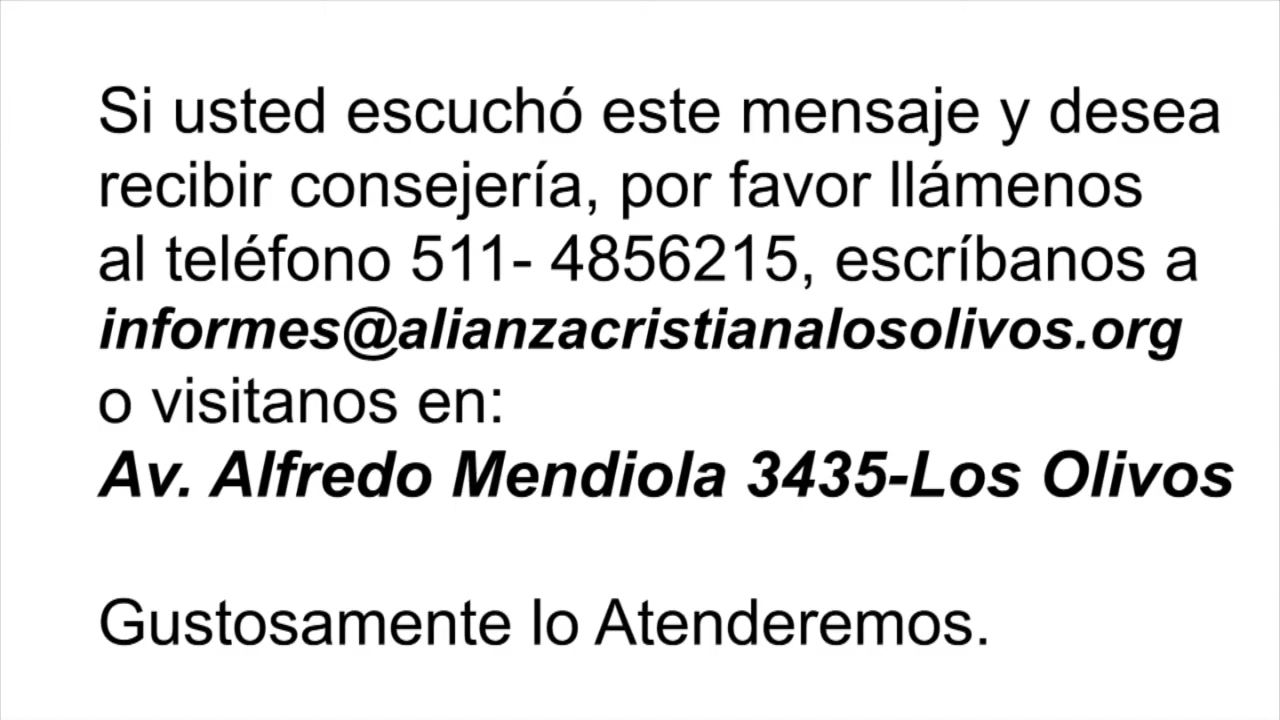 Si usted escuchó este mensaje y desea
recibir consejería, por favor llámenos
al teléfono 511- 4856215, escríbanos a
informes@alianzacristianalosolivos.org
o visitanos en:
Av. Alfredo Mendiola 3435-Los Olivos
Gustosamente lo Atenderemos.